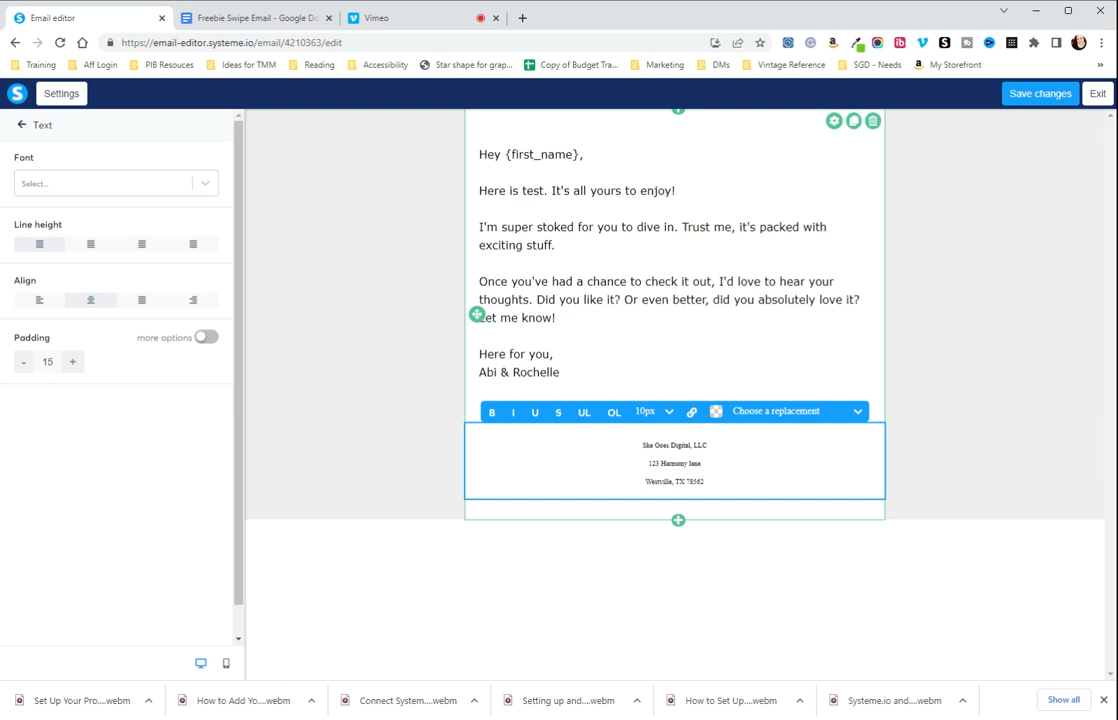 Email editor
Freebie Swipe Email - Google Do
Vimeo
https://email-editor.systeme.io/email/4210363/edit
Training
Aff Login
PIB Resouces
Ideas for TMM
Reading
Accessibility
Star shape for grap...
Copy of Budget Tra...
Marketing
DMs
Vintage Reference
SGD - Needs
My Storefront
»
S
Settings
Save changes
Exit
Text
Font
Select...
Line height
Align
Padding
more options
- 15 +
Hey {first_name},
Here is test. It's all yours to enjoy!
I'm super stoked for you to dive in. Trust me, it's packed with
exciting stuff.
Once you've had a chance to check it out, I'd love to hear your
thoughts. Did you like it? Or even better, did you absolutely love it?
Let me know!
Here for you,
Abi & Rochelle
B I U S UL OL 10px Choose a replacement
She Goes Digital, LLC
123 Harmony lane
Westville, TX 78562
Set Up Your Pro....webm
How to Add Yo....webm
Connect System....webm
Setting up and....webm
How to Set Up....webm
Systeme.io and....webm
Show all